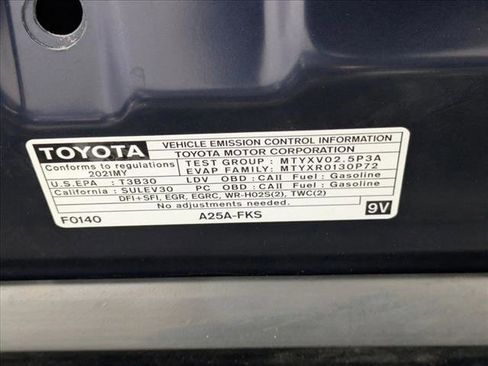 TOYOTA
VEHICLE EMISSION CONTROL INFORMATION
TOYOTA MOTOR CORPORATION
Conforms to regulations
2021MY
TEST GROUP : MTYXV02.5P3A
EVAP FAMILY: MTYXR0130P72
U.S.EPA : T3B30 LDV OBD : CAII Fuel : Gasoline
California : SULEV30 PC OBD : CAII Fuel : Gasoline
DFI+SFI, EGR, EGRC, WR-HO2S(2), TWC(2)
No adjustments needed.
F0140 A25A-FKS 9V